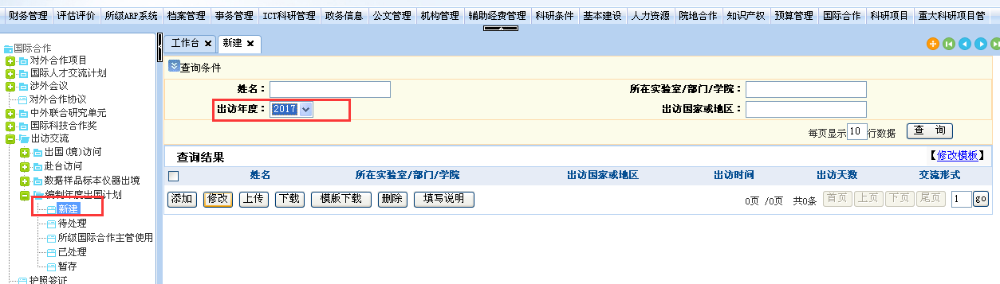 财务管理 评估评价 所级ARP系统 档案管理 事务管理 ICT科研管理 政务信息 公文管理 机构管理 辅助经费管理 科研条件 基本建设 人力资源 院地合作 知识产权 预算管理 国际合作 科研项目 重大科研项目管
国际合作
对外合作项目
国际人才交流计划
涉外会议
对外合作协议
中外联合研究单元
国际科技合作奖
出访交流
出国(境)访问
赴台访问
数据样品标本仪器出境
编制年度出国计划
新建
待处理
所级国际合作主管使用
已处理
暂存
护照签证
工作台 新建
查询条件
姓名： 所在实验室/部门/学院：
出访年度： 2017 出访国家或地区：
每页显示 10 行数据 查 询
查询结果 【修改模板】
姓名 所在实验室/部门/学院 出访国家或地区 出访时间 出访天数 交流形式
添加 修改 上传 下载 模版下载 删除 填写说明 0页 /0页 共0条 首页 上页 下页 尾页 1 go